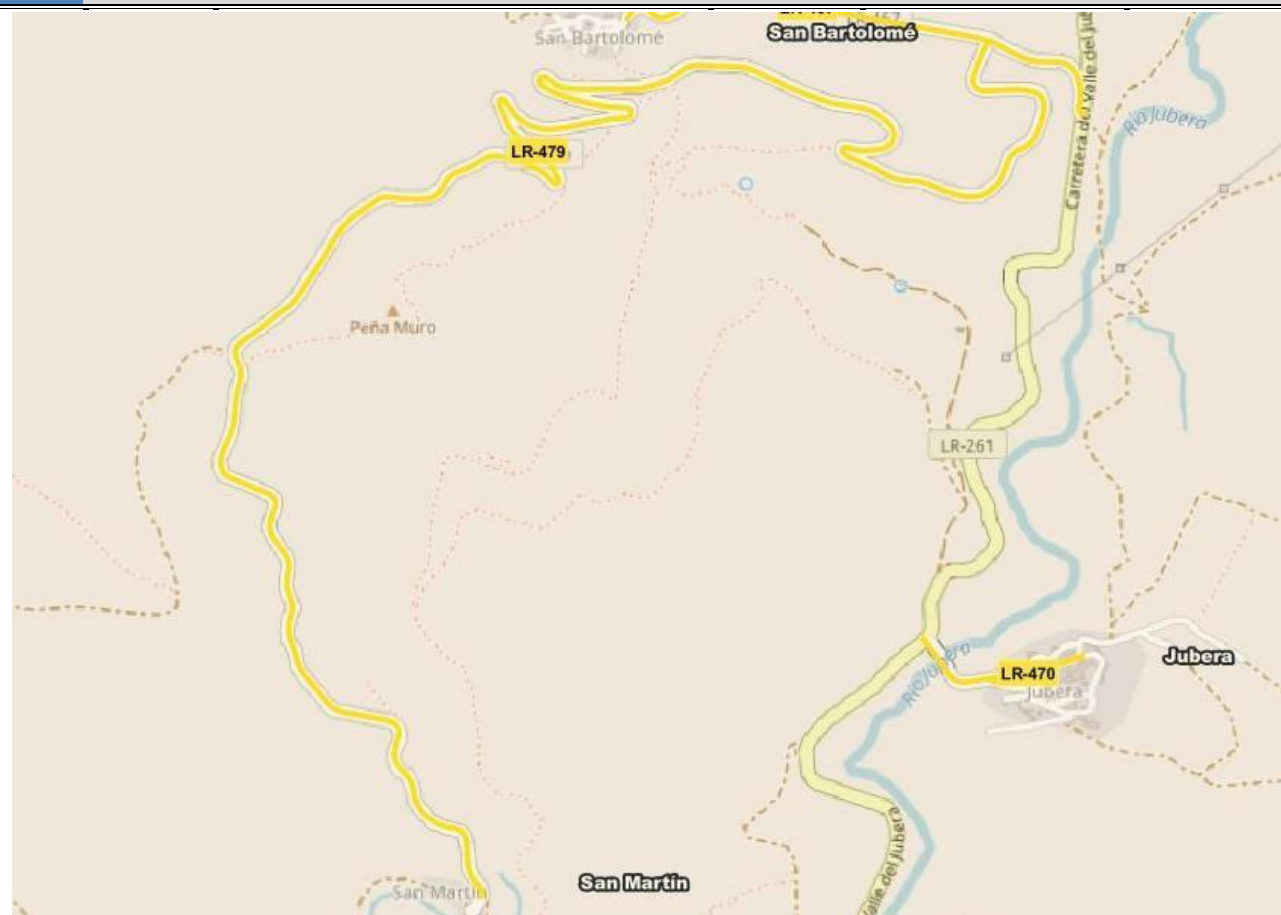 San Bartolomé
San Bartolomé
Carretera del Valle del Jub
Río Jubera
LR-479
Peña Muro
LR-261
Río Jubera
LR-470
Jubera
Jubera
San Martín
San Martín
Valle del Jubera